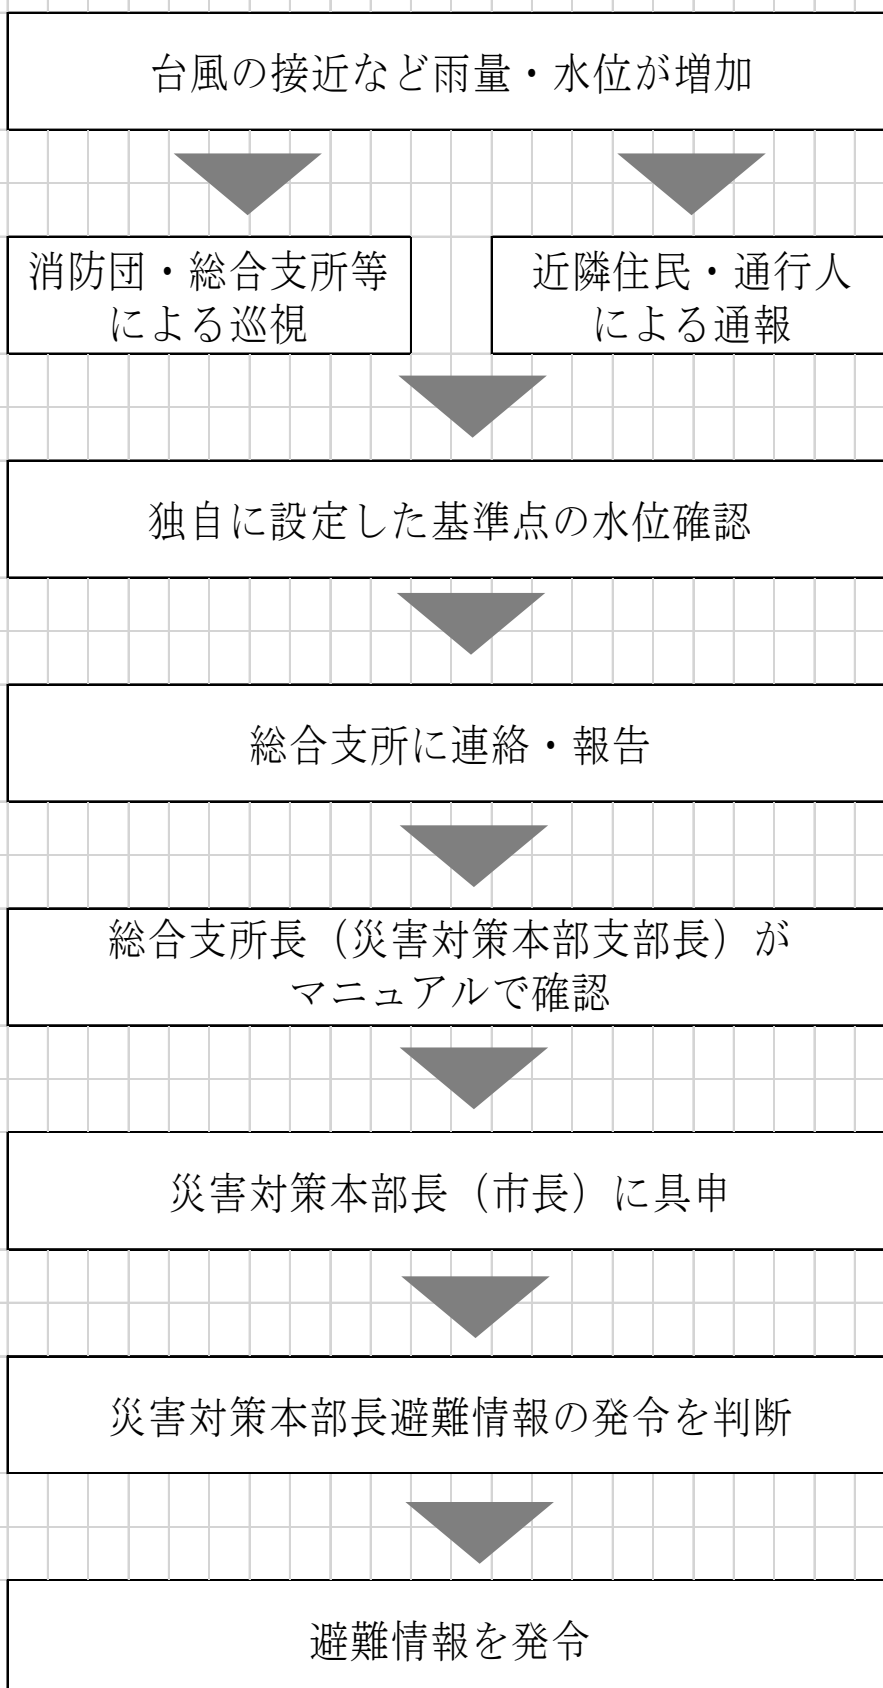 台風の接近など雨量・水位が増加
消防団・総合支所等
による巡視
近隣住民・通行人
による通報
独自に設定した基準点の水位確認
総合支所に連絡・報告
総合支所長（災害対策本部支部長）が
マニュアルで確認
災害対策本部長（市長）に具申
災害対策本部長避難情報の発令を判断
避難情報を発令